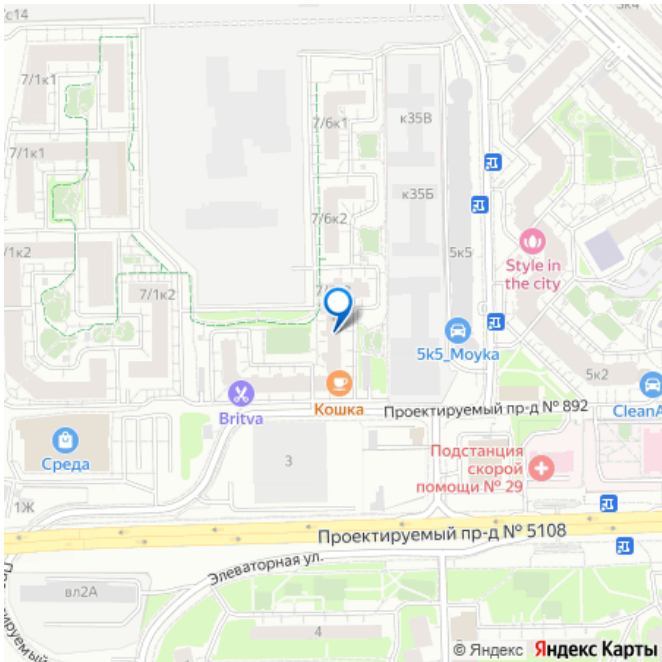 с14
3к4
7/1к1
7/6к1
к35В
7/1к1
к35Б
7/6к2
5к5
Style in
the city
/1к2
7/1к2
5k5_Moyka
5к2
Britva
Кошка
Проектируемый пр-д № 892
CleanA
Среда
3
Подстанция
скорой
помощи № 29
1Ж
Проектируемый пр-д № 5108
Элеваторная ул.
вл2А
4
© Яндекс Яндекс Карты